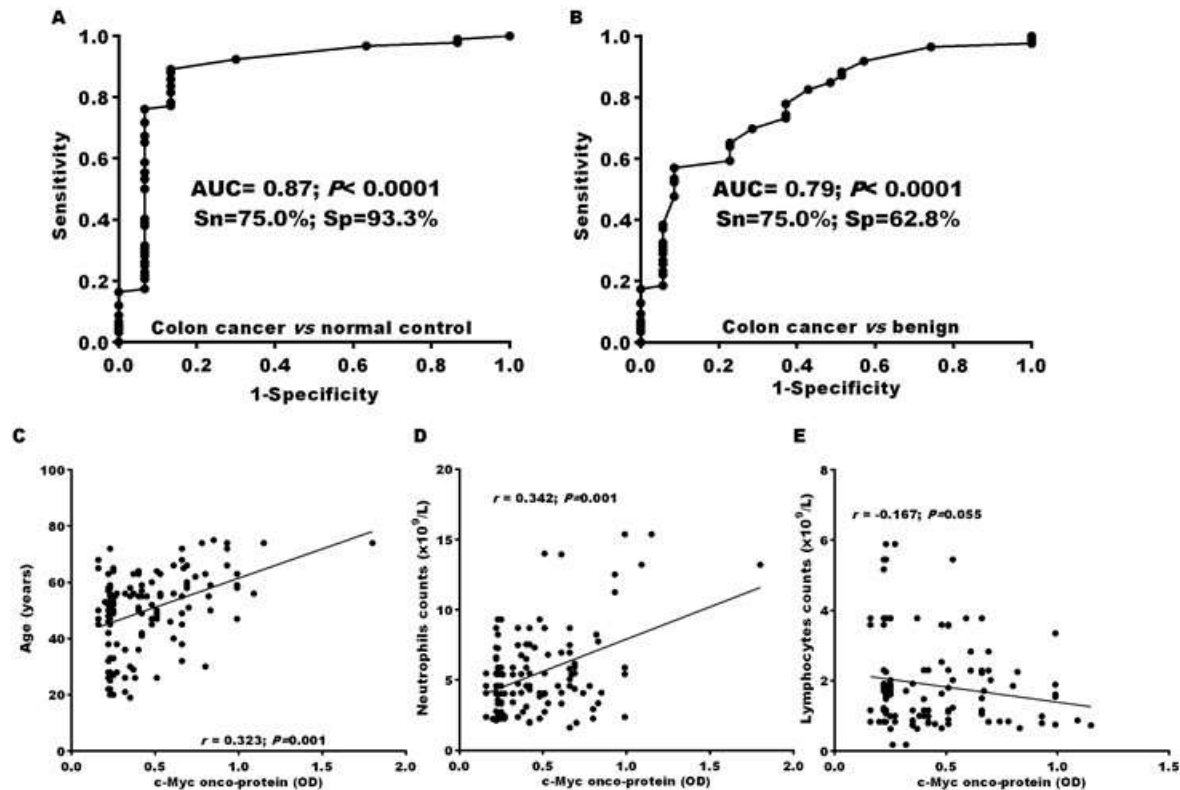 A
Sensitivity
1.0
0.8
0.6
0.4
0.2
0.0
AUC= 0.87; P< 0.0001
Sn=75.0%; Sp=93.3%
Colon cancer vs normal control
0.0 0.2 0.4 0.6 0.8 1.0
1-Specificity
B
Sensitivity
1.0
0.8
0.6
0.4
0.2
0.0
AUC= 0.79; P< 0.0001
Sn=75.0%; Sp=62.8%
Colon cancer vs benign
0.0 0.2 0.4 0.6 0.8 1.0
1-Specificity
C
Age (years)
100
80
60
40
20
0
r = 0.323; P=0.001
0.0 0.5 1.0 1.5 2.0
c-Myc onco-protein (OD)
D
Neutrophils counts (x10⁹/L)
20
15
10
5
0
r = 0.342; P=0.001
0.0 0.5 1.0 1.5 2.0
c-Myc onco-protein (OD)
E
Lymphocytes counts (x10⁹/L)
8
6
4
2
0
r = -0.167; P=0.055
0.0 0.5 1.0 1.5
c-Myc onco-protein (OD)